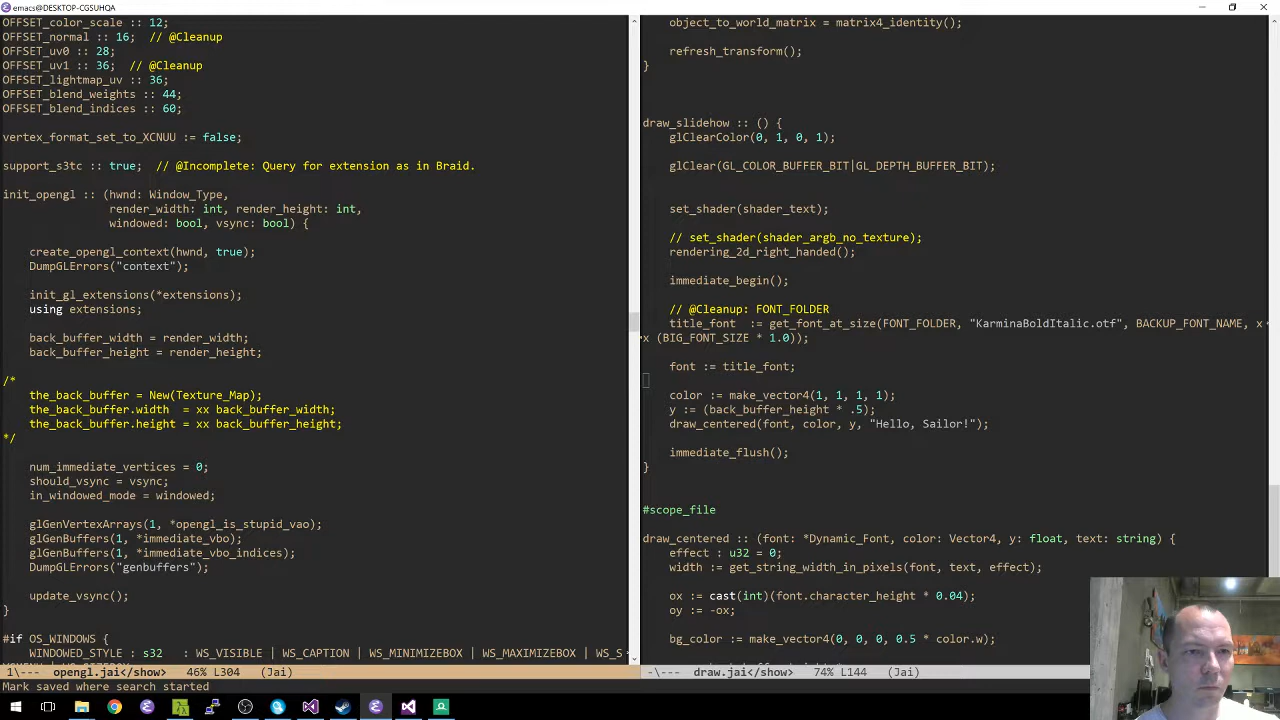 emacs@DESKTOP-CGSUHQA
OFFSET_color_scale :: 12;
OFFSET_normal :: 16;  // @Cleanup
OFFSET_uv0 :: 28;
OFFSET_uv1 :: 36;  // @Cleanup
OFFSET_lightmap_uv :: 36;
OFFSET_blend_weights :: 44;
OFFSET_blend_indices :: 60;
vertex_format_set_to_XCNUU := false;
support_s3tc :: true;  // @Incomplete: Query for extension as in Braid.
init_opengl :: (hwnd: Window_Type,
render_width: int, render_height: int,
windowed: bool, vsync: bool) {
create_opengl_context(hwnd, true);
DumpGLErrors("context");
init_gl_extensions(*extensions);
using extensions;
back_buffer_width = render_width;
back_buffer_height = render_height;
/*
the_back_buffer = New(Texture_Map);
the_back_buffer.width  = xx back_buffer_width;
the_back_buffer.height = xx back_buffer_height;
*/
num_immediate_vertices = 0;
should_vsync = vsync;
in_windowed_mode = windowed;
glGenVertexArrays(1, *opengl_is_stupid_vao);
glGenBuffers(1, *immediate_vbo);
glGenBuffers(1, *immediate_vbo_indices);
DumpGLErrors("genbuffers");
update_vsync();
}
#if OS_WINDOWS {
WINDOWED_STYLE : s32   : WS_VISIBLE | WS_CAPTION | WS_MINIMIZEBOX | WS_MAXIMIZEBOX | WS_S
1\---  opengl.jai</show>   46% L304   (Jai)
Mark saved where search started
object_to_world_matrix = matrix4_identity();
refresh_transform();
}
draw_slidehow :: () {
glClearColor(0, 1, 0, 1);
glClear(GL_COLOR_BUFFER_BIT|GL_DEPTH_BUFFER_BIT);
set_shader(shader_text);
// set_shader(shader_argb_no_texture);
rendering_2d_right_handed();
immediate_begin();
// @Cleanup: FONT_FOLDER
title_font  := get_font_at_size(FONT_FOLDER, "KarminaBoldItalic.otf", BACKUP_FONT_NAME, x
x (BIG_FONT_SIZE * 1.0));
font := title_font;
color := make_vector4(1, 1, 1, 1);
y := (back_buffer_height * .5);
draw_centered(font, color, y, "Hello, Sailor!");
immediate_flush();
}
#scope_file
draw_centered :: (font: *Dynamic_Font, color: Vector4, y: float, text: string) {
effect : u32 = 0;
width := get_string_width_in_pixels(font, text, effect);
ox := cast(int)(font.character_height * 0.04);
oy := -ox;
bg_color := make_vector4(0, 0, 0, 0.5 * color.w);
-\---  draw.jai</show>   74% L144   (Jai)